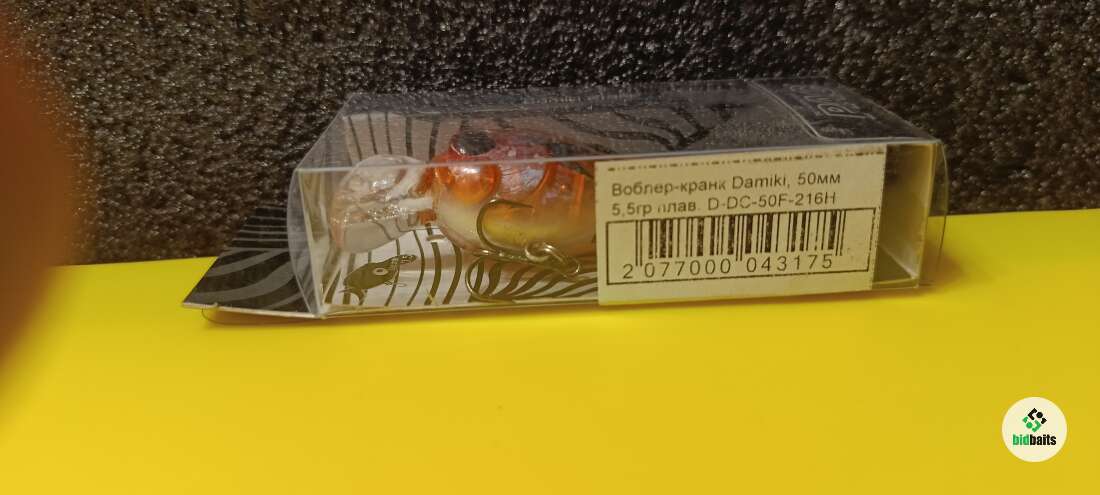 Воблер-кранк Damiki, 50мм
5,5гр плав. D-DC-50F-216H
2 077000 043175
bidbaits